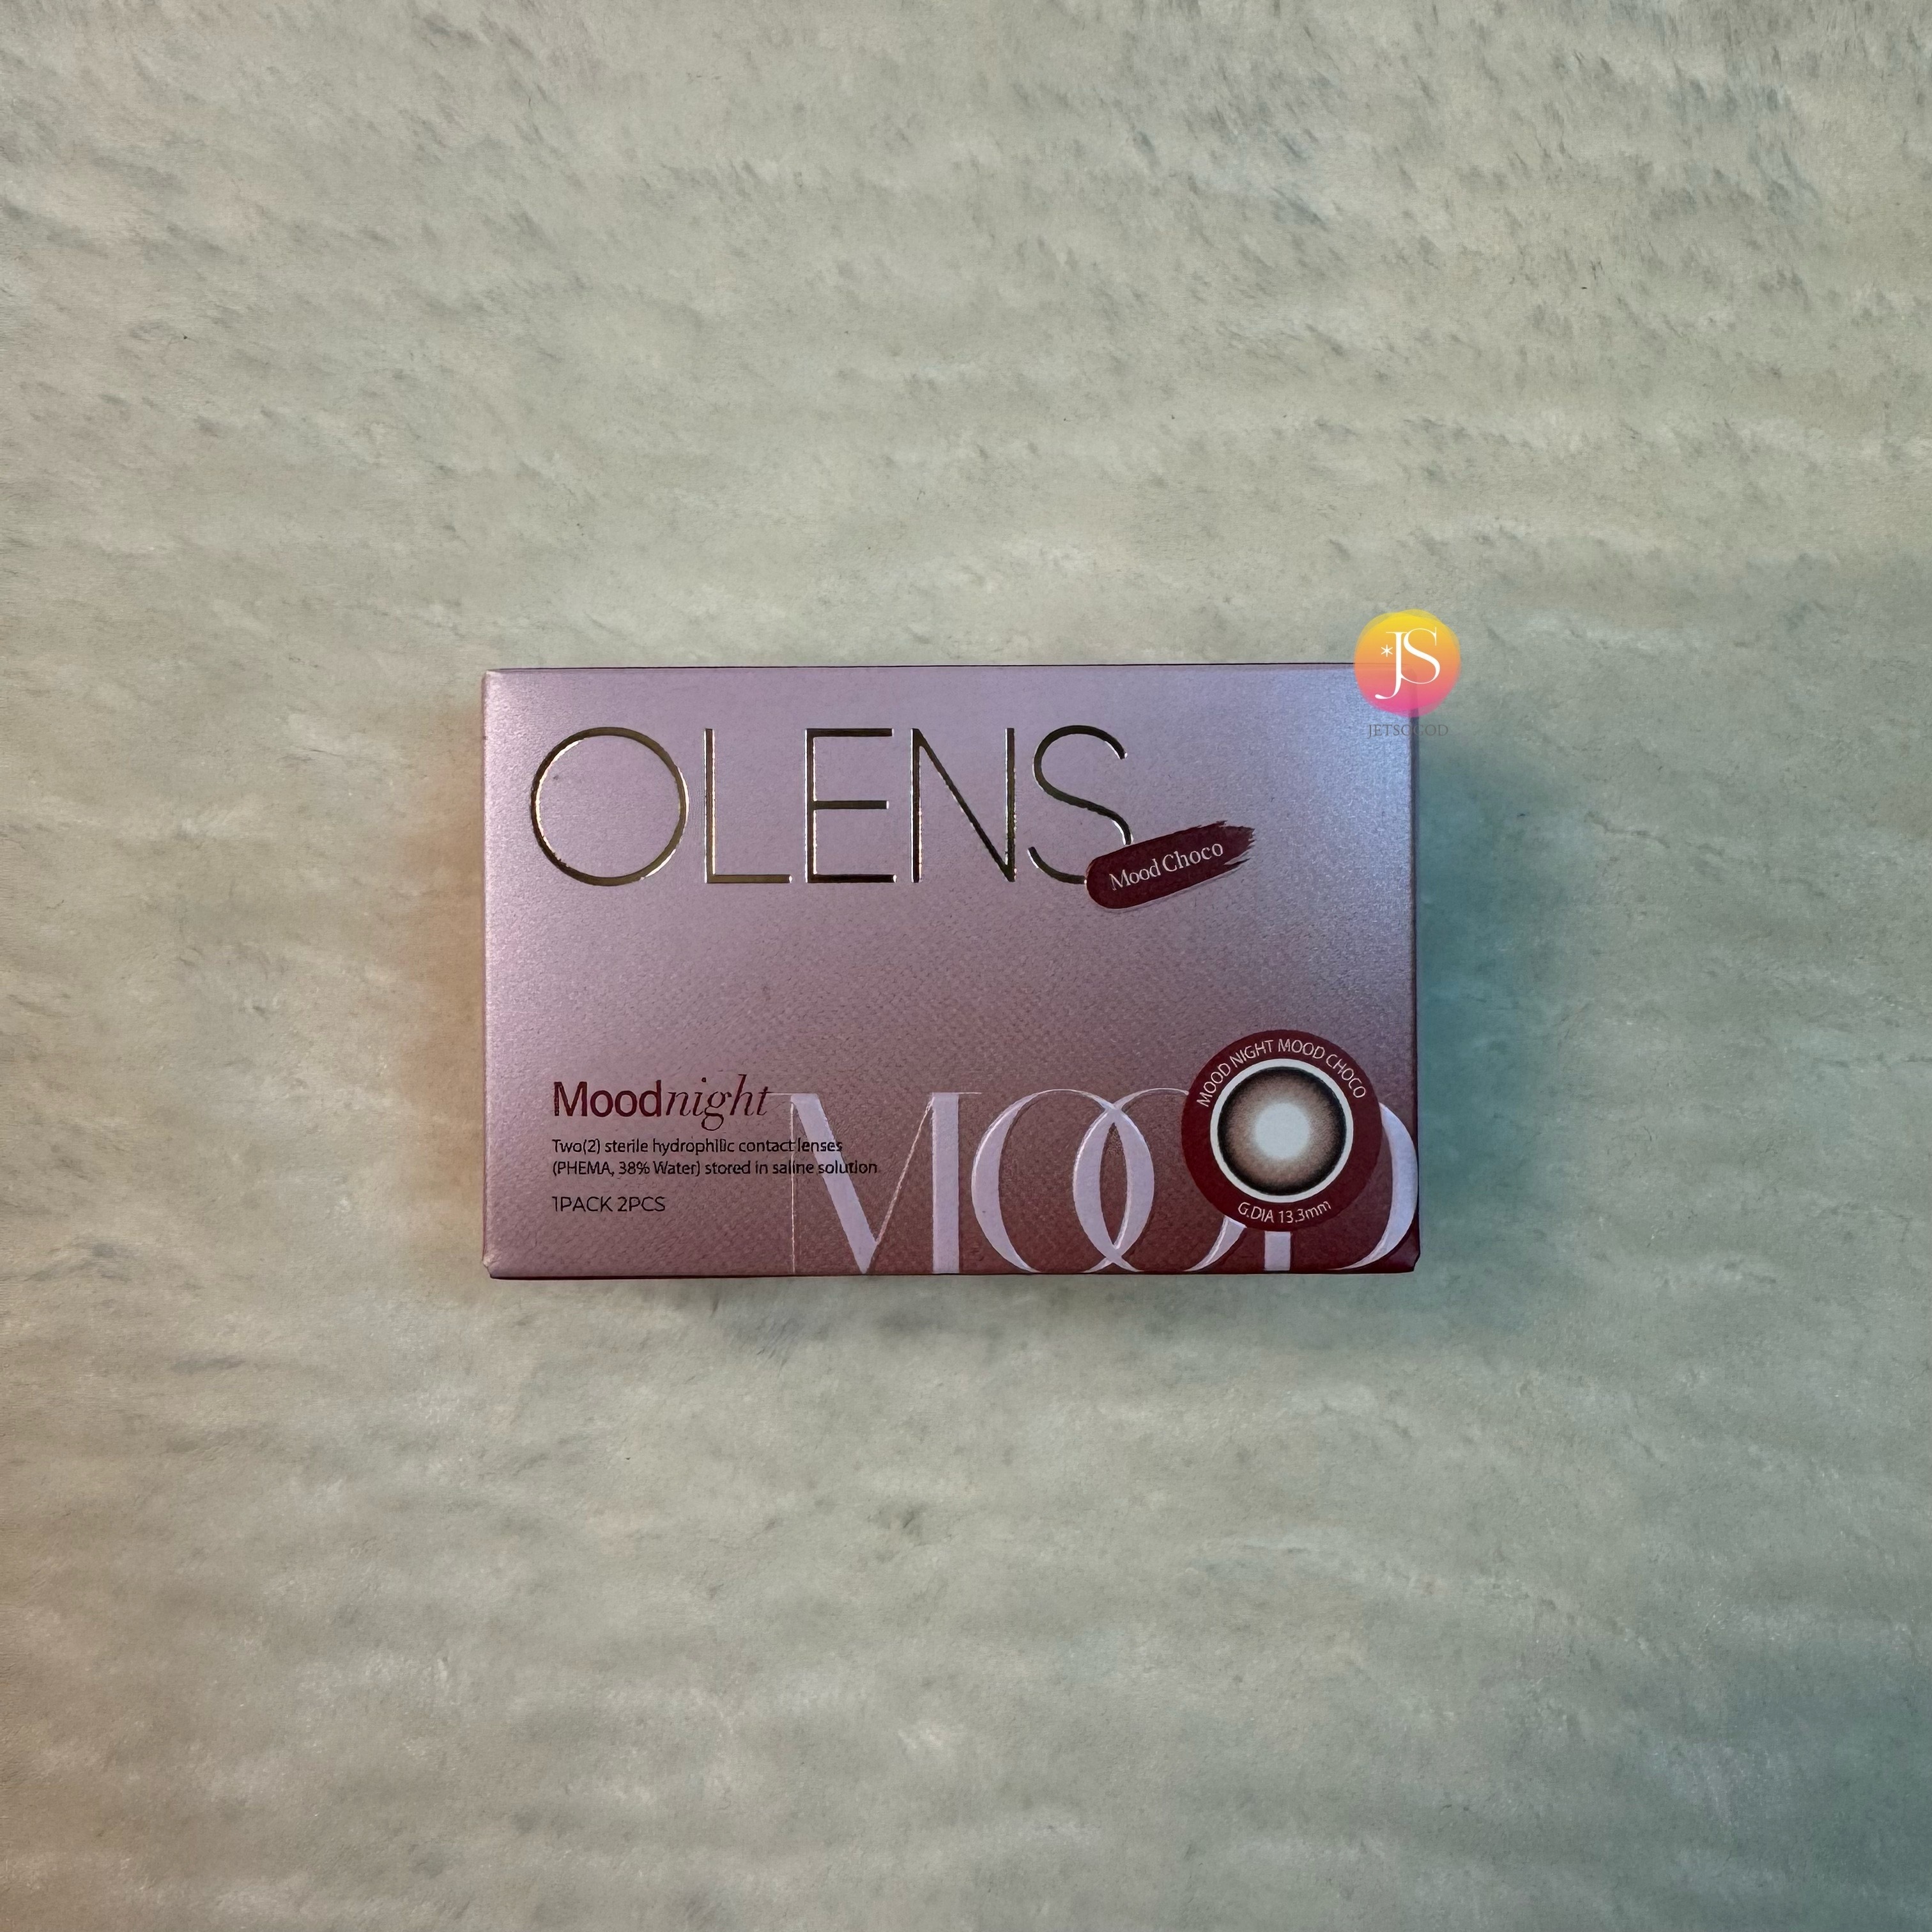 JS
JETSOGOD
OLENS
Mood Choco
Moodnight
Two(2) sterile hydrophilic contact lenses
(PHEMA, 38% Water) stored in saline solution
1PACK 2PCS
MOOD
MOOD NIGHT MOOD CHOCO
G.DIA 13.3mm